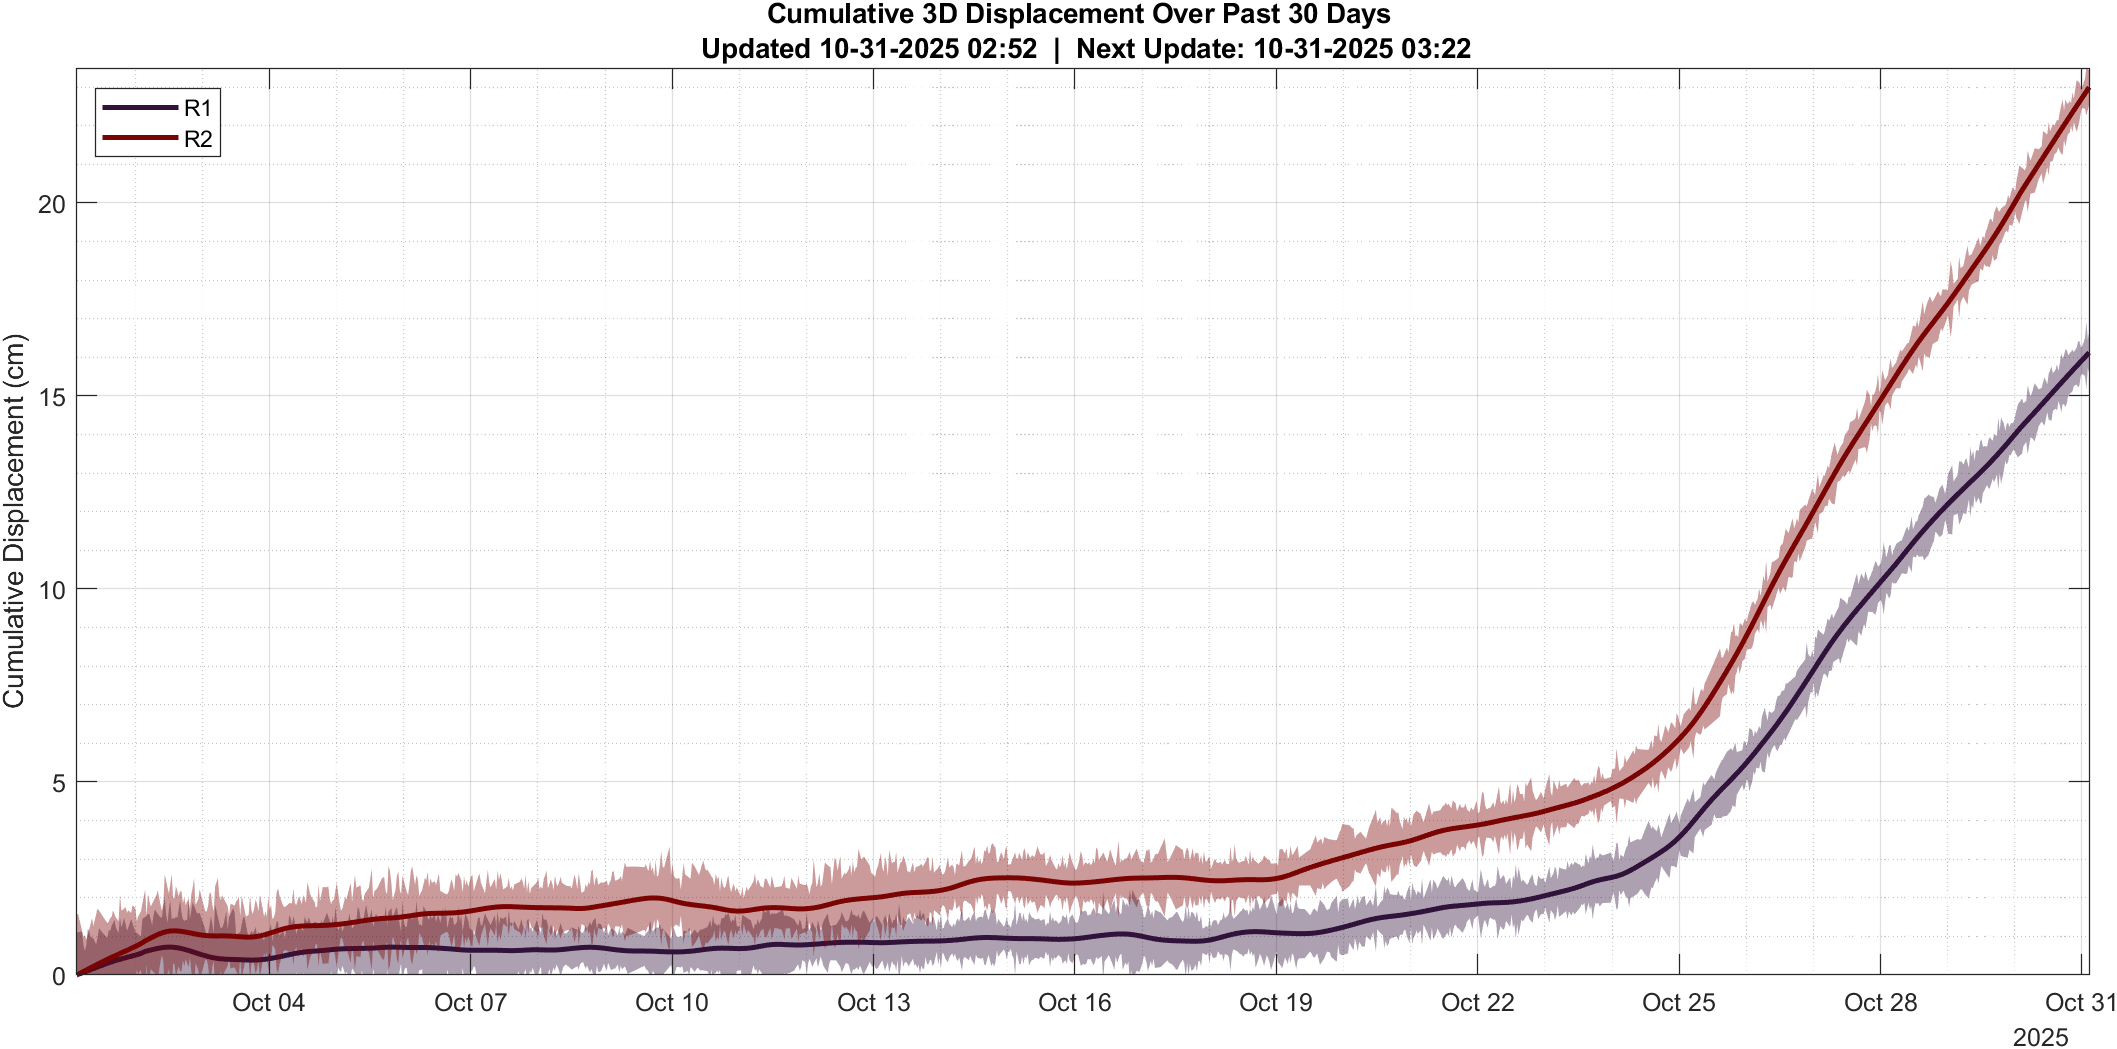 Cumulative 3D Displacement Over Past 30 Days
Updated 10-31-2025 02:52 | Next Update: 10-31-2025 03:22
R1
R2
Cumulative Displacement (cm)
20
15
10
5
0
Oct 04
Oct 07
Oct 10
Oct 13
Oct 16
Oct 19
Oct 22
Oct 25
Oct 28
Oct 31
2025